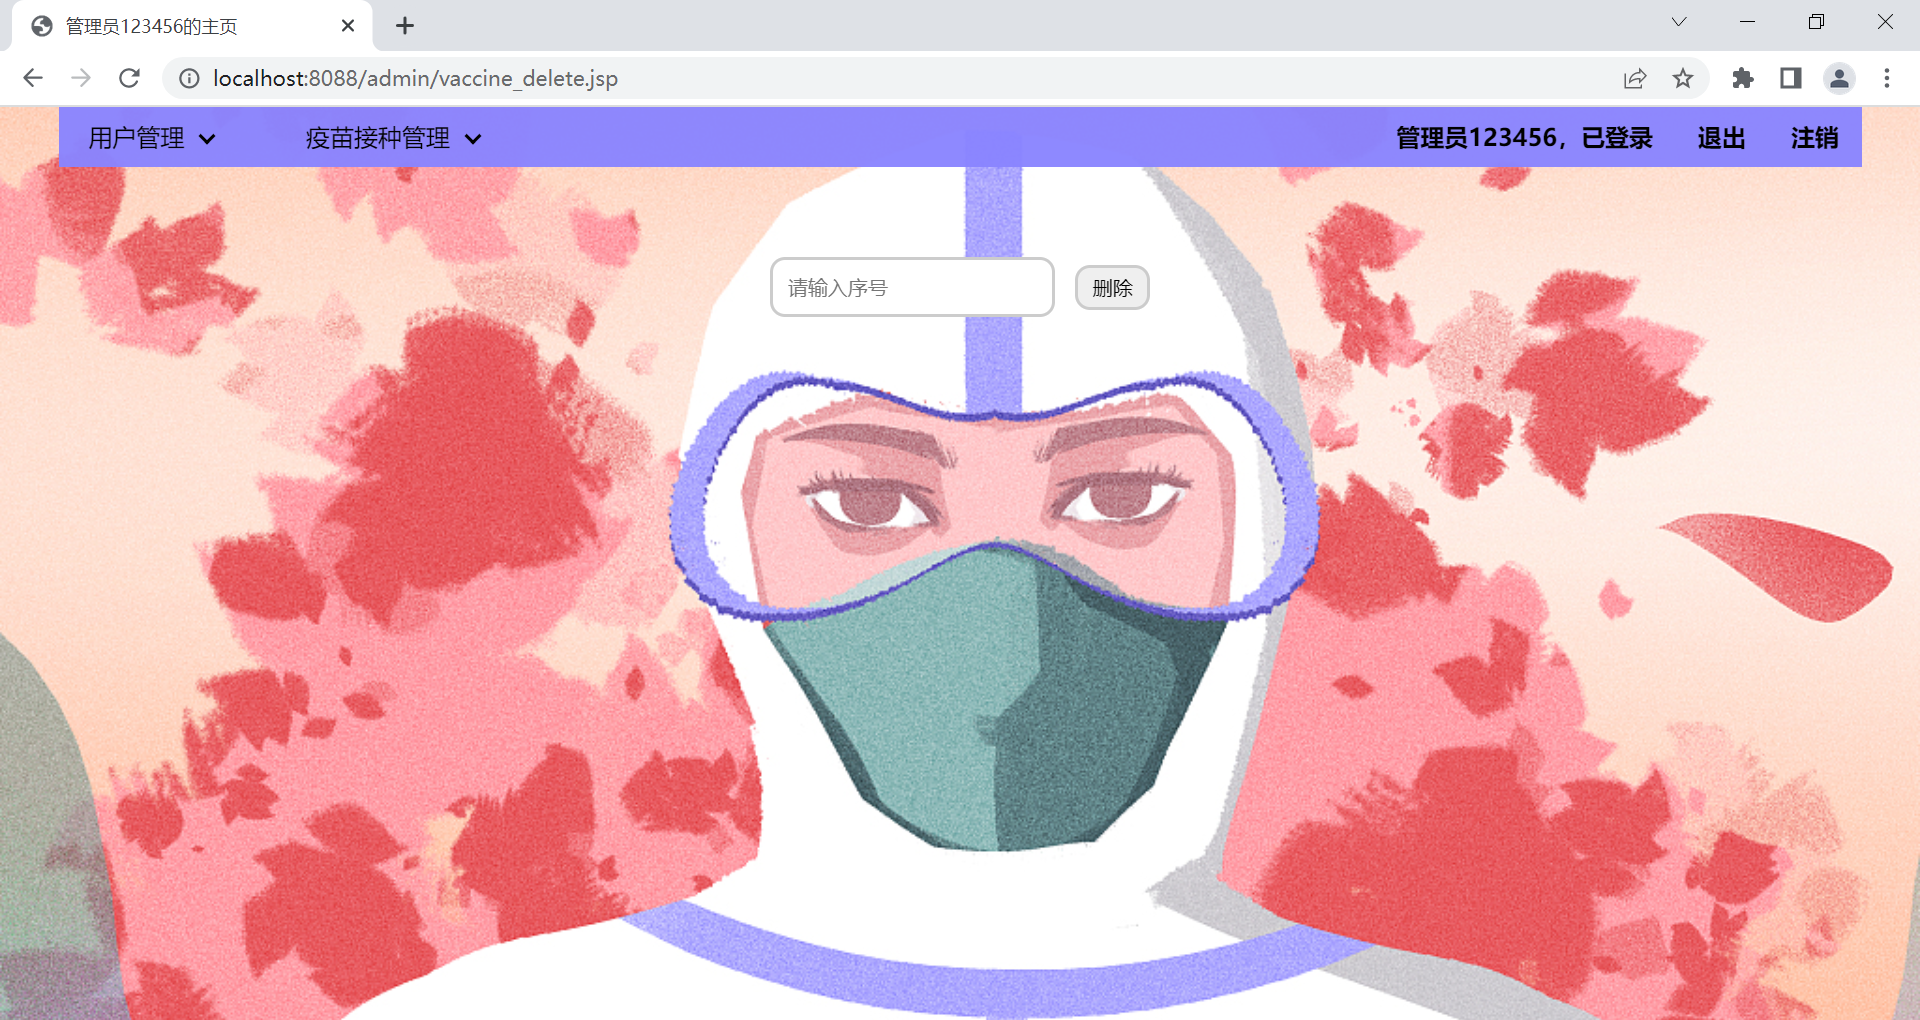 管理员123456的主页
localhost:8088/admin/vaccine_delete.jsp
用户管理 疫苗接种管理 管理员123456，已登录 退出 注销
请输入序号 删除